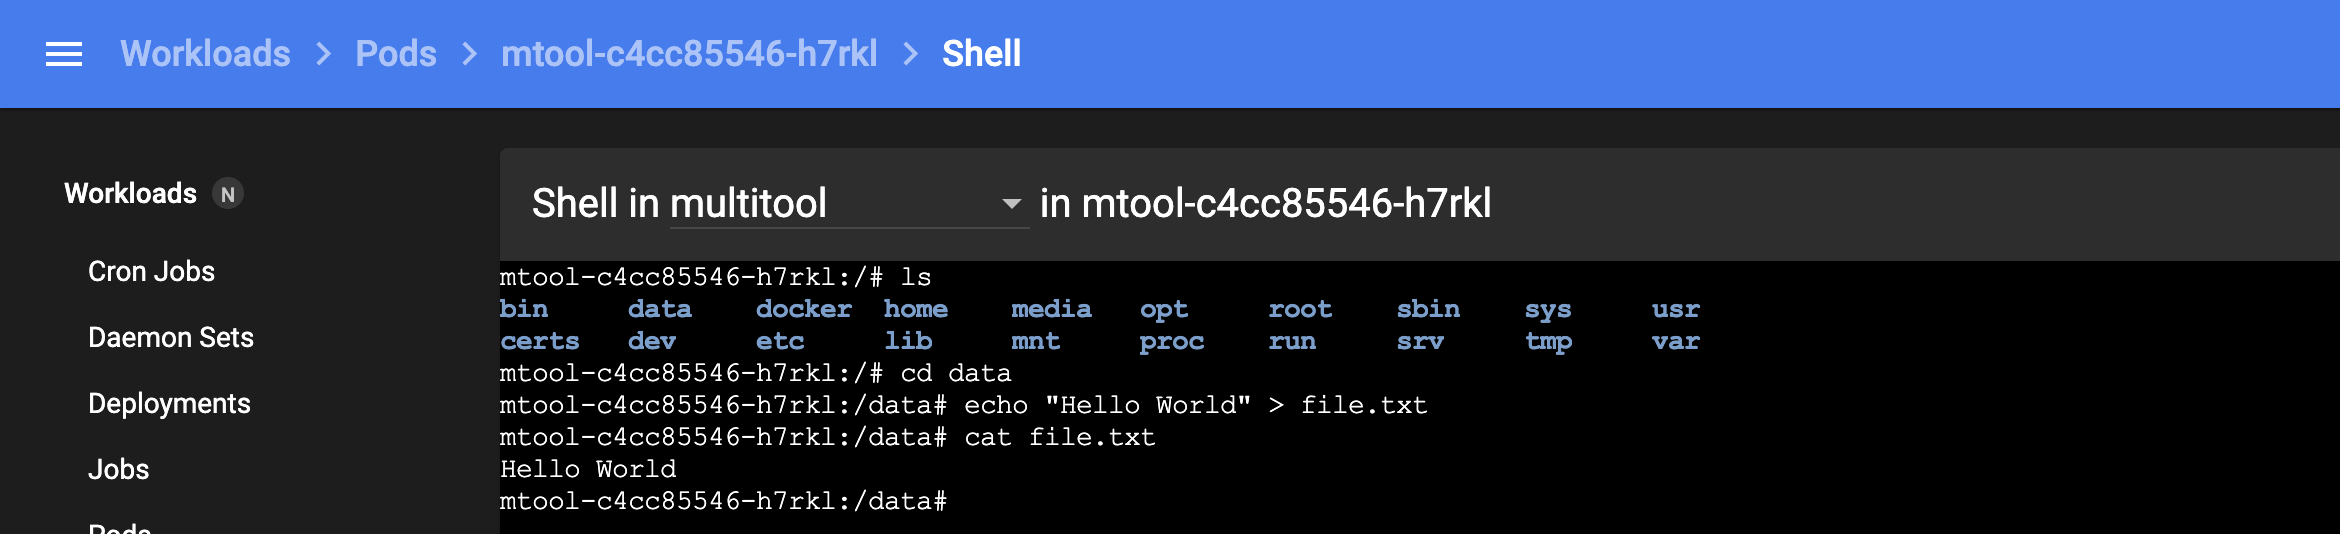 Workloads > Pods > mtool-c4cc85546-h7rkl > Shell
Workloads N
Cron Jobs
Daemon Sets
Deployments
Jobs
Pods
Shell in multitool in mtool-c4cc85546-h7rkl
mtool-c4cc85546-h7rkl:/# ls
bin data docker home media opt root sbin sys usr
certs dev etc lib mnt proc run srv tmp var
mtool-c4cc85546-h7rkl:/# cd data
mtool-c4cc85546-h7rkl:/data# echo "Hello World" > file.txt
mtool-c4cc85546-h7rkl:/data# cat file.txt
Hello World
mtool-c4cc85546-h7rkl:/data#